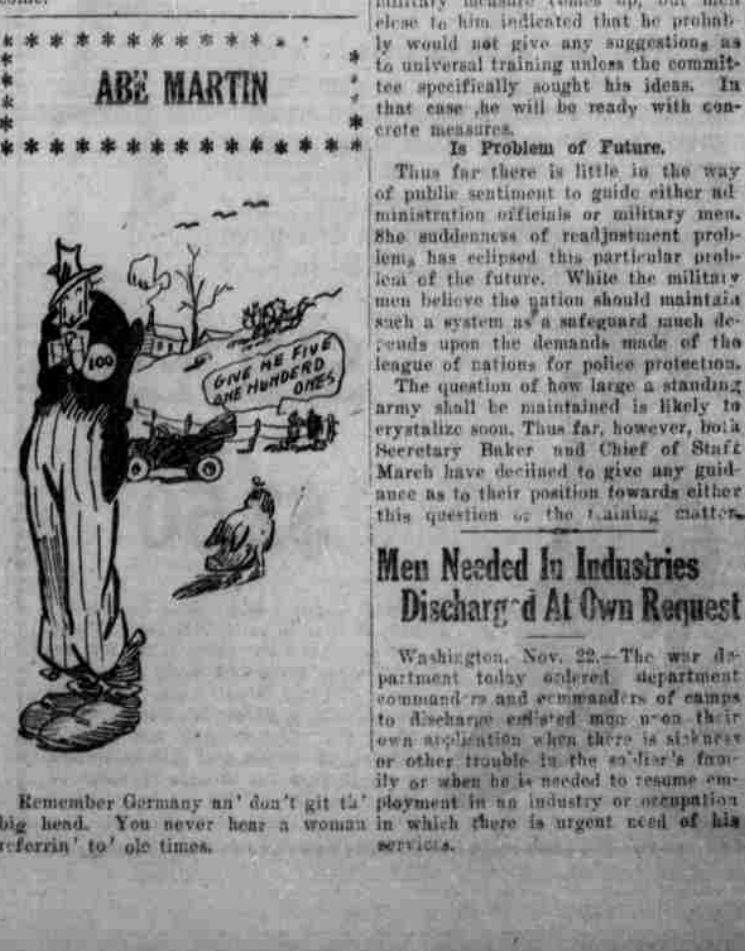 ABE MARTIN
100
GIVE ME FIVE
ONE HUNDERD
ONES
Remember Germany an' don't git th'
big head. You never hear a woman
referrin' to' ole times.
military measure comes up, but men
close to him indicated that he probab-
ly would not give any suggestions as
to universal training unless the commit-
tee specifically sought his ideas. In
that case ,he will be ready with con-
crete measures.
Is Problem of Future.
Thus far there is little in the way
of public sentiment to guide either ad
ministration officials or military men.
She suddenness of readjustment prob-
lems has eclipsed this particular prob-
lem of the future. While the military
men believe the nation should maintain
such a system as a safeguard much de-
pends upon the demands made of the
league of nations for police protection.
The question of how large a standing
army shall be maintained is likely to
crystalize soon. Thus far, however, both
Secretary Baker and Chief of Staff
March have declined to give any guid-
ance as to their position towards either
this question or the training matter.
Men Needed In Industries
Discharged At Own Request
Washington, Nov. 22.—The war de-
partment today ordered department
commanders and commanders of camps
to discharge enlisted men upon their
own application when there is sickness
or other trouble in the soldier's fam-
ily or when he is needed to resume em-
ployment in an industry or occupation
in which there is urgent need of his
services.